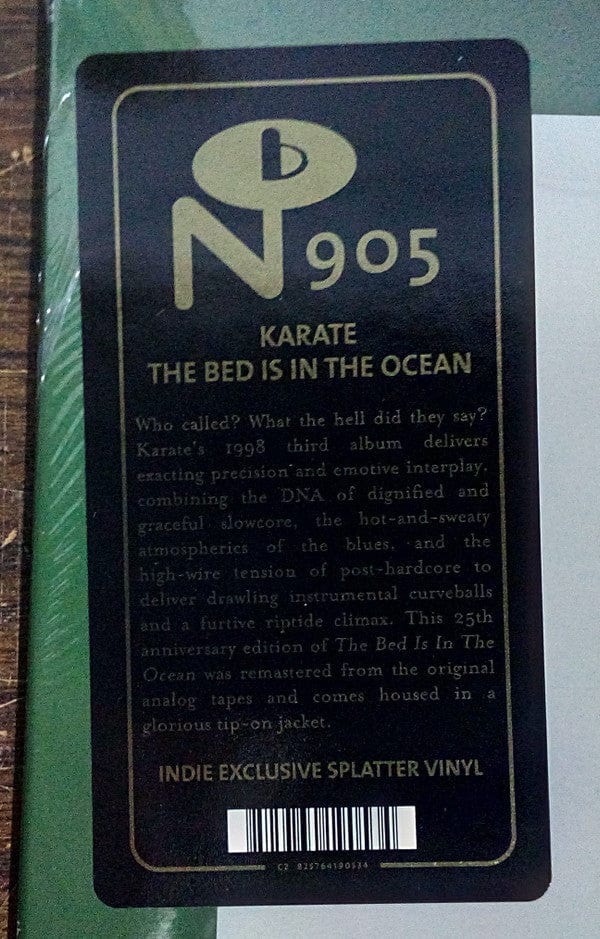 N b 905
KARATE
THE BED IS IN THE OCEAN
Who called? What the hell did they say?
Karate's 1998 third album delivers
exacting precision and emotive interplay,
combining the DNA of dignified and
graceful slowcore, the hot-and-sweaty
atmospherics of the blues, and the
high-wire tension of post-hardcore to
deliver drawling instrumental curveballs
and a furtive riptide climax. This 25th
anniversary edition of The Bed Is In The
Ocean was remastered from the original
analog tapes and comes housed in a
glorious tip-on jacket.
INDIE EXCLUSIVE SPLATTER VINYL
C2 825764190534